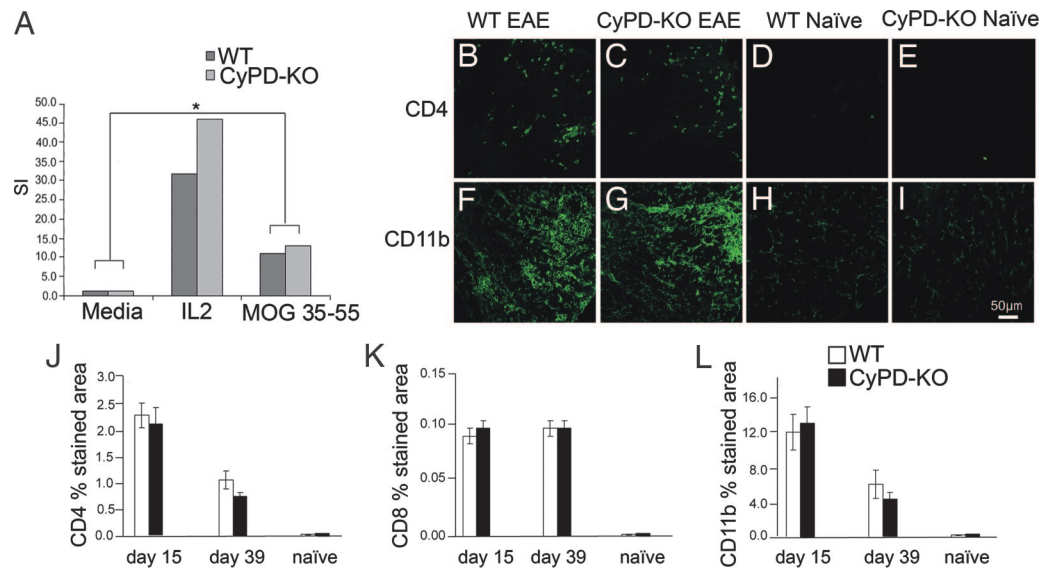 A
WT
CyPD-KO
*
SI
50.0
45.0
40.0
35.0
30.0
25.0
20.0
15.0
10.0
5.0
0.0
Media IL2 MOG 35-55
WT EAE CyPD-KO EAE WT Naïve CyPD-KO Naïve
CD4
B C D E
CD11b
F G H I
50µm
J
CD4 % stained area
3.0
2.5
2.0
1.5
1.0
0.5
0.0
day 15 day 39 naïve
K
CD8 % stained area
0.15
0.10
0.05
0.00
day 15 day 39 naïve
L
WT
CyPD-KO
CD11b % stained area
16.0
12.0
8.0
4.0
0.0
day 15 day 39 naïve